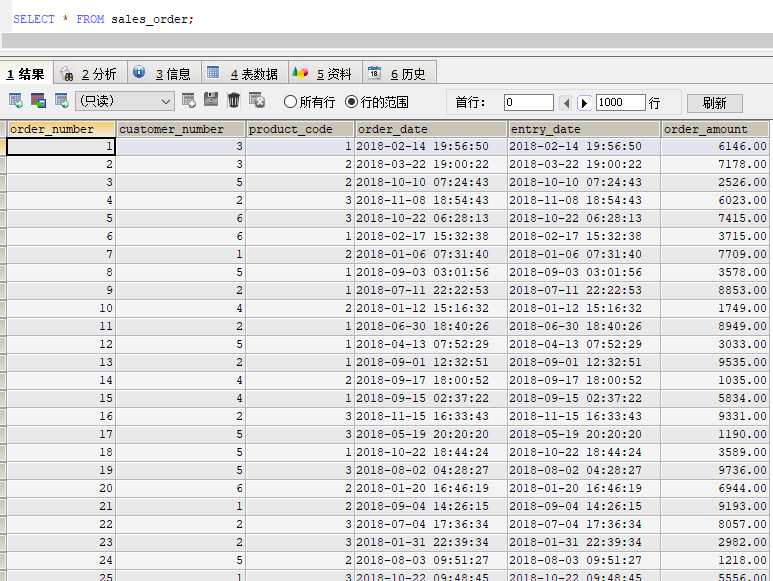 SELECT * FROM sales_order;
1 结果 2 分析 3 信息 4 表数据 5 资料 6 历史
(只读) 所有行 行的范围 首行: 0 1000 行 刷新
order_number customer_number product_code order_date entry_date order_amount
1 3 1 2018-02-14 19:56:50 2018-02-14 19:56:50 6146.00
2 3 2 2018-03-22 19:00:22 2018-03-22 19:00:22 7178.00
3 5 2 2018-10-10 07:24:43 2018-10-10 07:24:43 2526.00
4 2 3 2018-11-08 18:54:43 2018-11-08 18:54:43 6023.00
5 6 3 2018-10-22 06:28:13 2018-10-22 06:28:13 7415.00
6 6 1 2018-02-17 15:32:38 2018-02-17 15:32:38 3715.00
7 1 2 2018-01-06 07:31:40 2018-01-06 07:31:40 7709.00
8 5 1 2018-09-03 03:01:56 2018-09-03 03:01:56 3578.00
9 2 1 2018-07-11 22:22:53 2018-07-11 22:22:53 8853.00
10 4 2 2018-01-12 15:16:32 2018-01-12 15:16:32 1749.00
11 2 1 2018-06-30 18:40:26 2018-06-30 18:40:26 8949.00
12 5 1 2018-04-13 07:52:29 2018-04-13 07:52:29 3033.00
13 2 1 2018-09-01 12:32:51 2018-09-01 12:32:51 9535.00
14 4 2 2018-09-17 18:00:52 2018-09-17 18:00:52 1035.00
15 4 1 2018-09-15 02:37:22 2018-09-15 02:37:22 5834.00
16 2 3 2018-11-15 16:33:43 2018-11-15 16:33:43 9331.00
17 5 3 2018-05-19 20:20:20 2018-05-19 20:20:20 1190.00
18 5 1 2018-10-22 18:44:24 2018-10-22 18:44:24 3589.00
19 5 3 2018-08-02 04:28:27 2018-08-02 04:28:27 9736.00
20 6 2 2018-01-20 16:46:19 2018-01-20 16:46:19 6944.00
21 1 2 2018-09-04 14:26:15 2018-09-04 14:26:15 9193.00
22 2 3 2018-07-04 17:36:34 2018-07-04 17:36:34 8057.00
23 2 3 2018-01-31 22:39:34 2018-01-31 22:39:34 2982.00
24 5 2 2018-08-03 09:51:27 2018-08-03 09:51:27 1218.00
25 1 3 2018-10-22 09:48:45 2018-10-22 09:48:45 5556.00